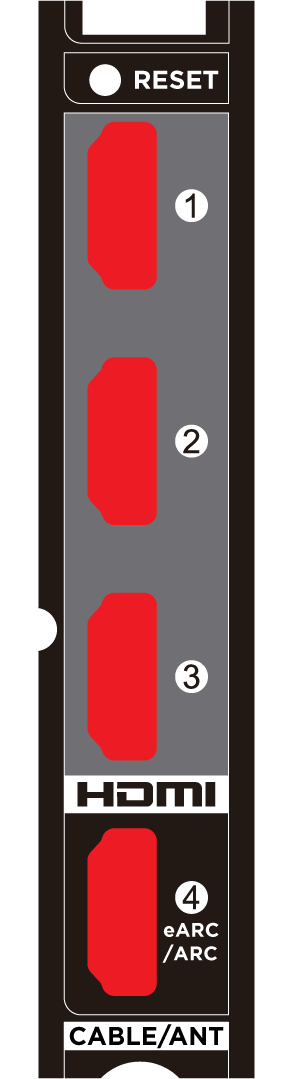 RESET
1
2
3
HDMI
4
eARC
/ARC
CABLE/ANT